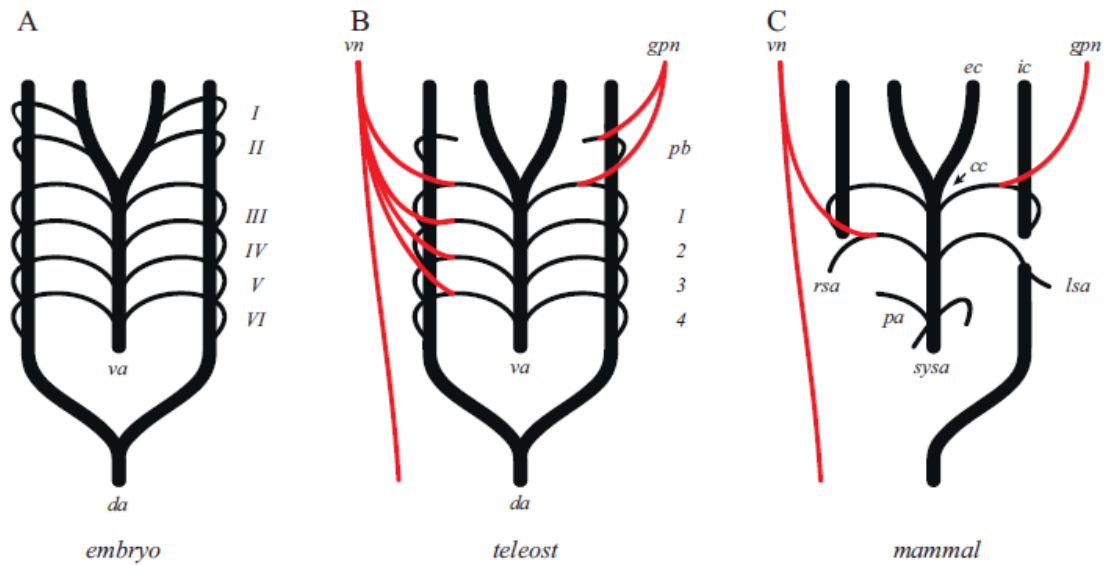 A
B
C
vn
gpn
vn
gpn
ec
ic
I
II
III
IV
V
VI
pb
1
2
3
4
cc
rsa
lsa
pa
va
va
sysa
da
da
embryo
teleost
mammal